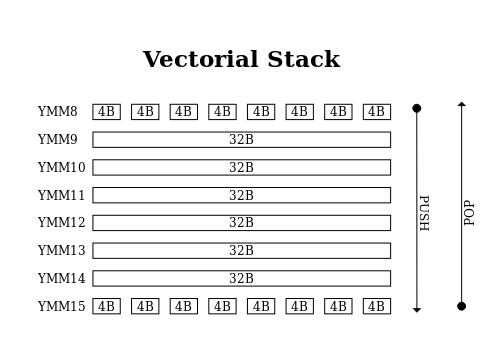 Vectorial Stack
YMM8 4B 4B 4B 4B 4B 4B 4B 4B
YMM9 32B
YMM10 32B
YMM11 32B
YMM12 32B
YMM13 32B
YMM14 32B
YMM15 4B 4B 4B 4B 4B 4B 4B 4B
PUSH
POP